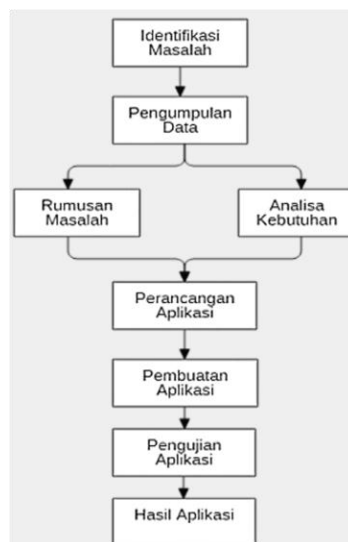 Identifikasi
Masalah
Pengumpulan
Data
Rumusan
Masalah
Analisa
Kebutuhan
Perancangan
Aplikasi
Pembuatan
Aplikasi
Pengujian
Aplikasi
Hasil Aplikasi